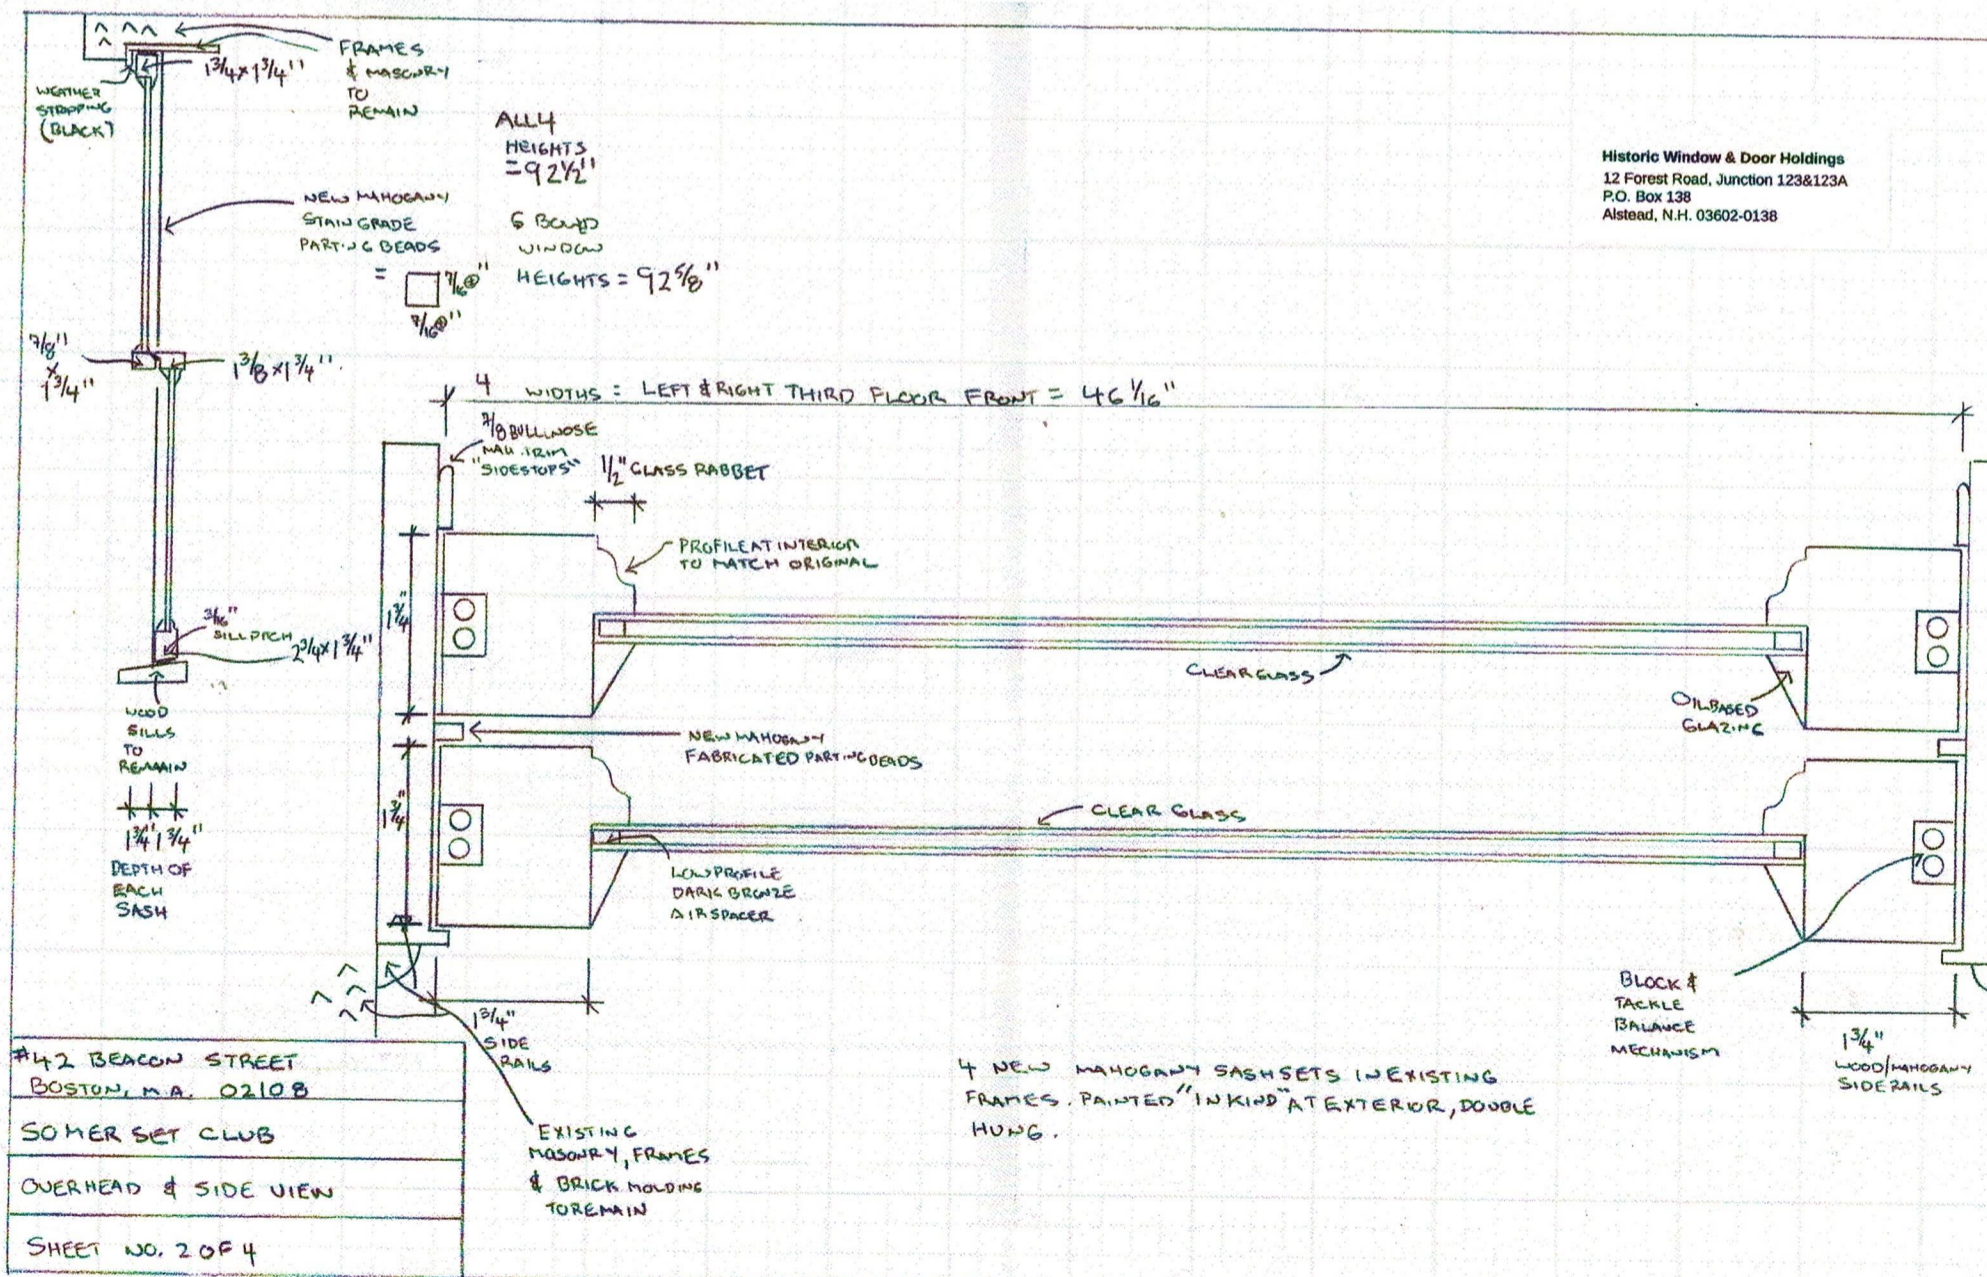 FRAMES
& MASONRY
TO
REMAIN
1 3/4 x 1 3/4"
WEATHER
STRIPPING
(BLACK)
ALL 4
HEIGHTS
= 92 1/2"
Historic Window & Door Holdings
12 Forest Road, Junction 123&123A
P.O. Box 138
Alstead, N.H. 03602-0138
NEW MAHOGANY
STAIN GRADE
PARTING BEADS
=
7/16"
7/16"
WINDOW
HEIGHTS = 92 5/8"
7/8"
x
1 3/4"
1 3/8 x 1 3/4"
4 WIDTHS = LEFT & RIGHT THIRD FLOOR FRONT = 46 1/16"
7/8 BULLNOSE
MAH. TRIM
"SIDESTOPS"
1/2" GLASS RABBET
PROFILE AT INTERIOR
TO MATCH ORIGINAL
1 3/4"
3/16"
SILL PITCH
2 3/4 x 1 3/4"
CLEAR GLASS
OIL BASED
GLAZING
WOOD
SILLS
TO
REMAIN
NEW MAHOGANY
FABRICATED PARTING BEADS
1 3/4"
1 3/4" 1 3/4"
DEPTH OF
EACH
SASH
CLEAR GLASS
LOW PROFILE
DARK BRONZE
AIR SPACER
BLOCK &
TACKLE
BALANCE
MECHANISM
1 3/4"
SIDE
RAILS
1 3/4"
WOOD/MAHOGANY
SIDE RAILS
4 NEW MAHOGANY SASH SETS IN EXISTING
FRAMES. PAINTED "IN KIND" AT EXTERIOR, DOUBLE
HUNG.
EXISTING
MASONRY, FRAMES
& BRICK MOLDING
TO REMAIN
#42 BEACON STREET
BOSTON, M.A. 02108
SOMERSET CLUB
OVERHEAD & SIDE VIEW
SHEET NO. 2 OF 4